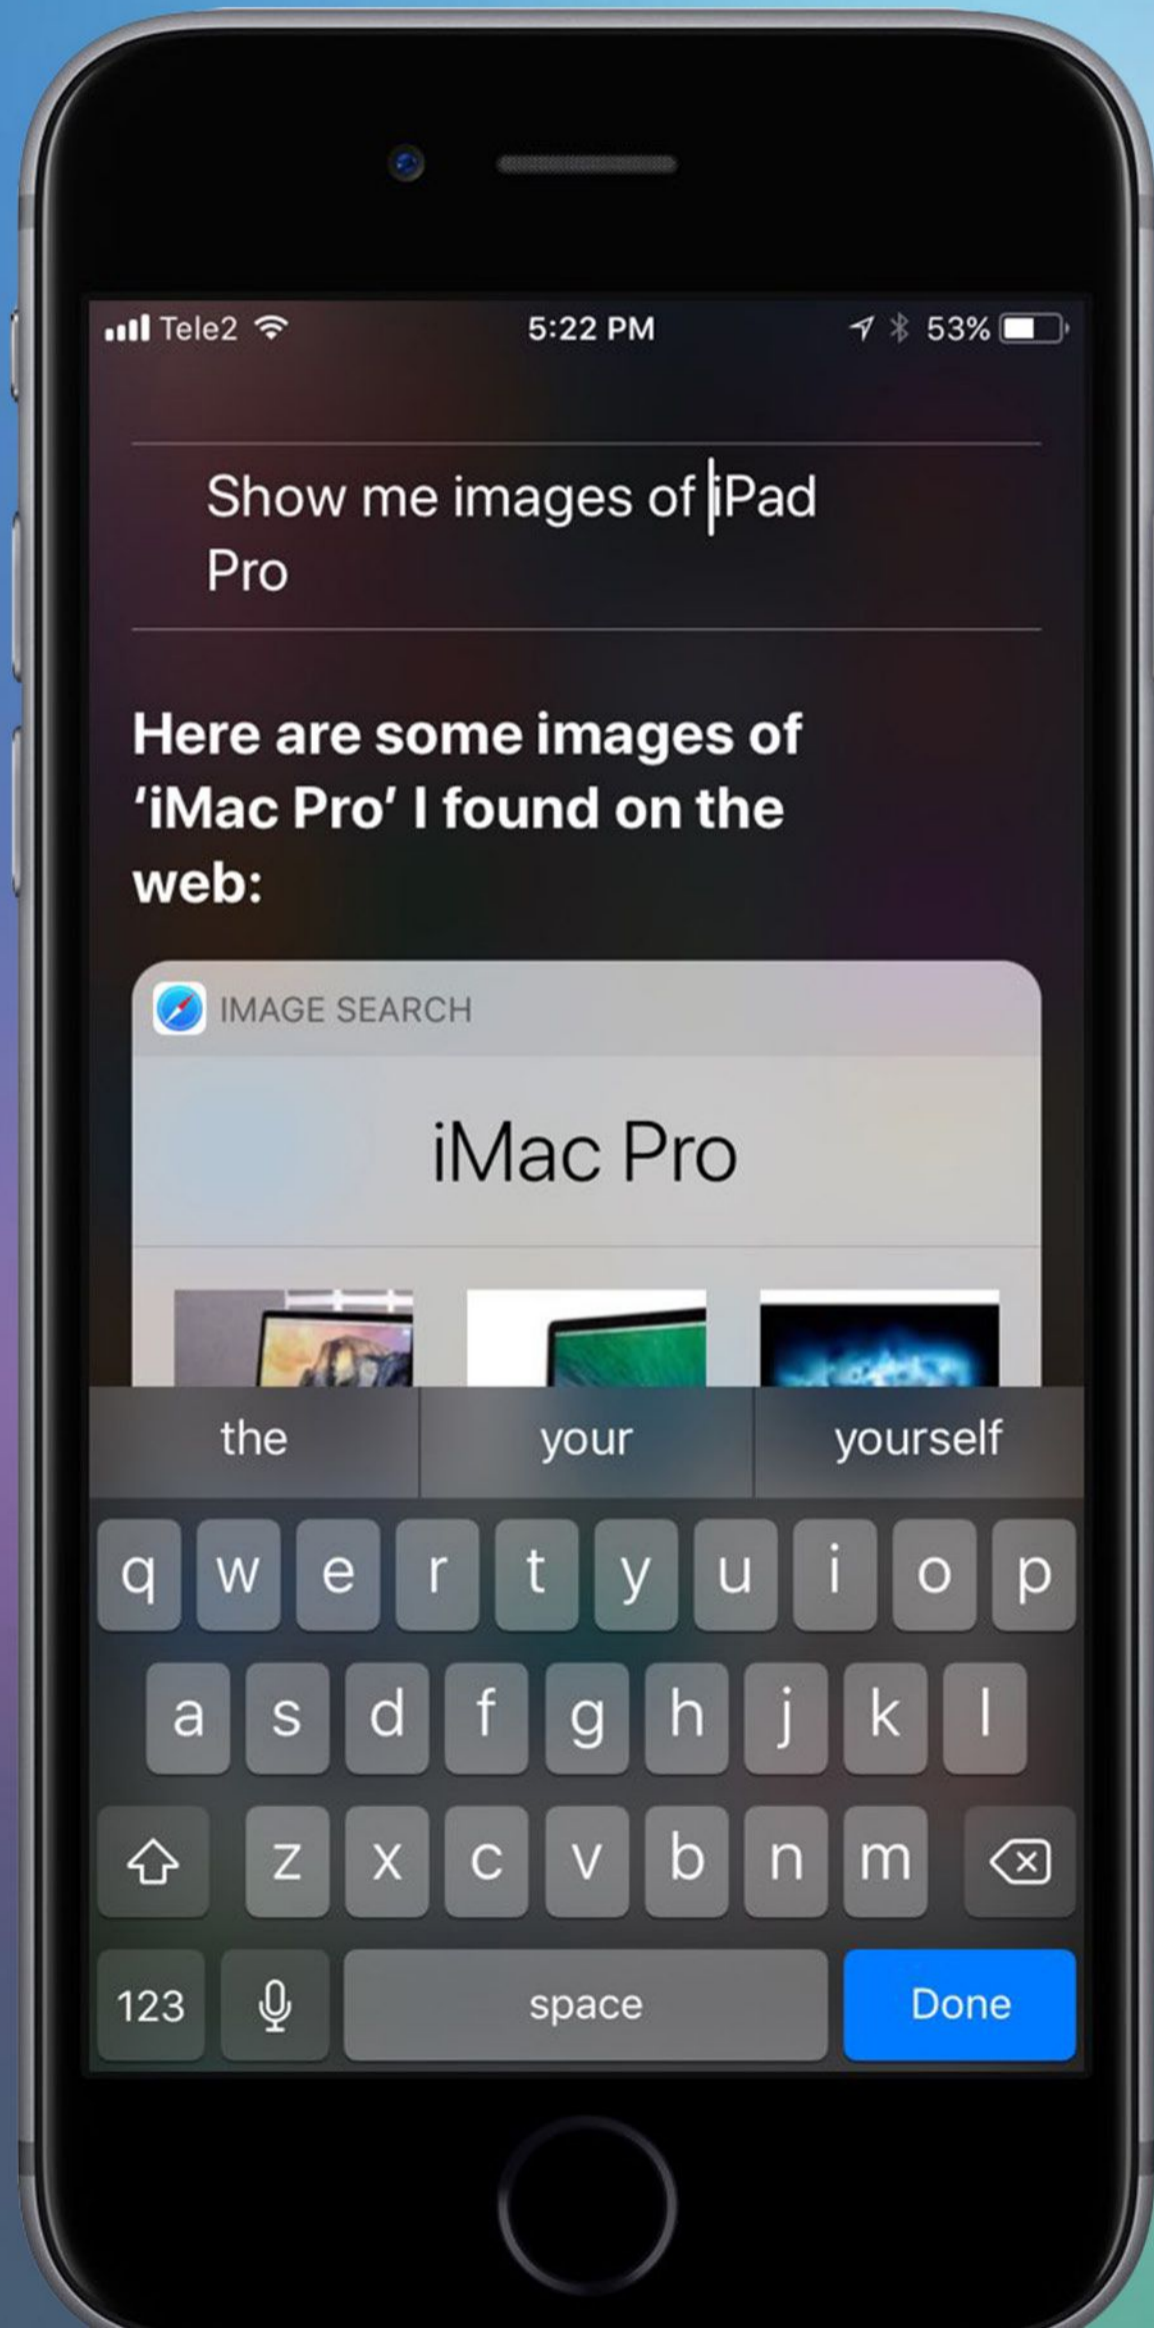 Tele2 5:22 PM 53%
Show me images of iPad
Pro
Here are some images of
‘iMac Pro’ I found on the
web:
IMAGE SEARCH
iMac Pro
the your yourself
q w e r t y u i o p
a s d f g h j k l
z x c v b n m
123 space Done